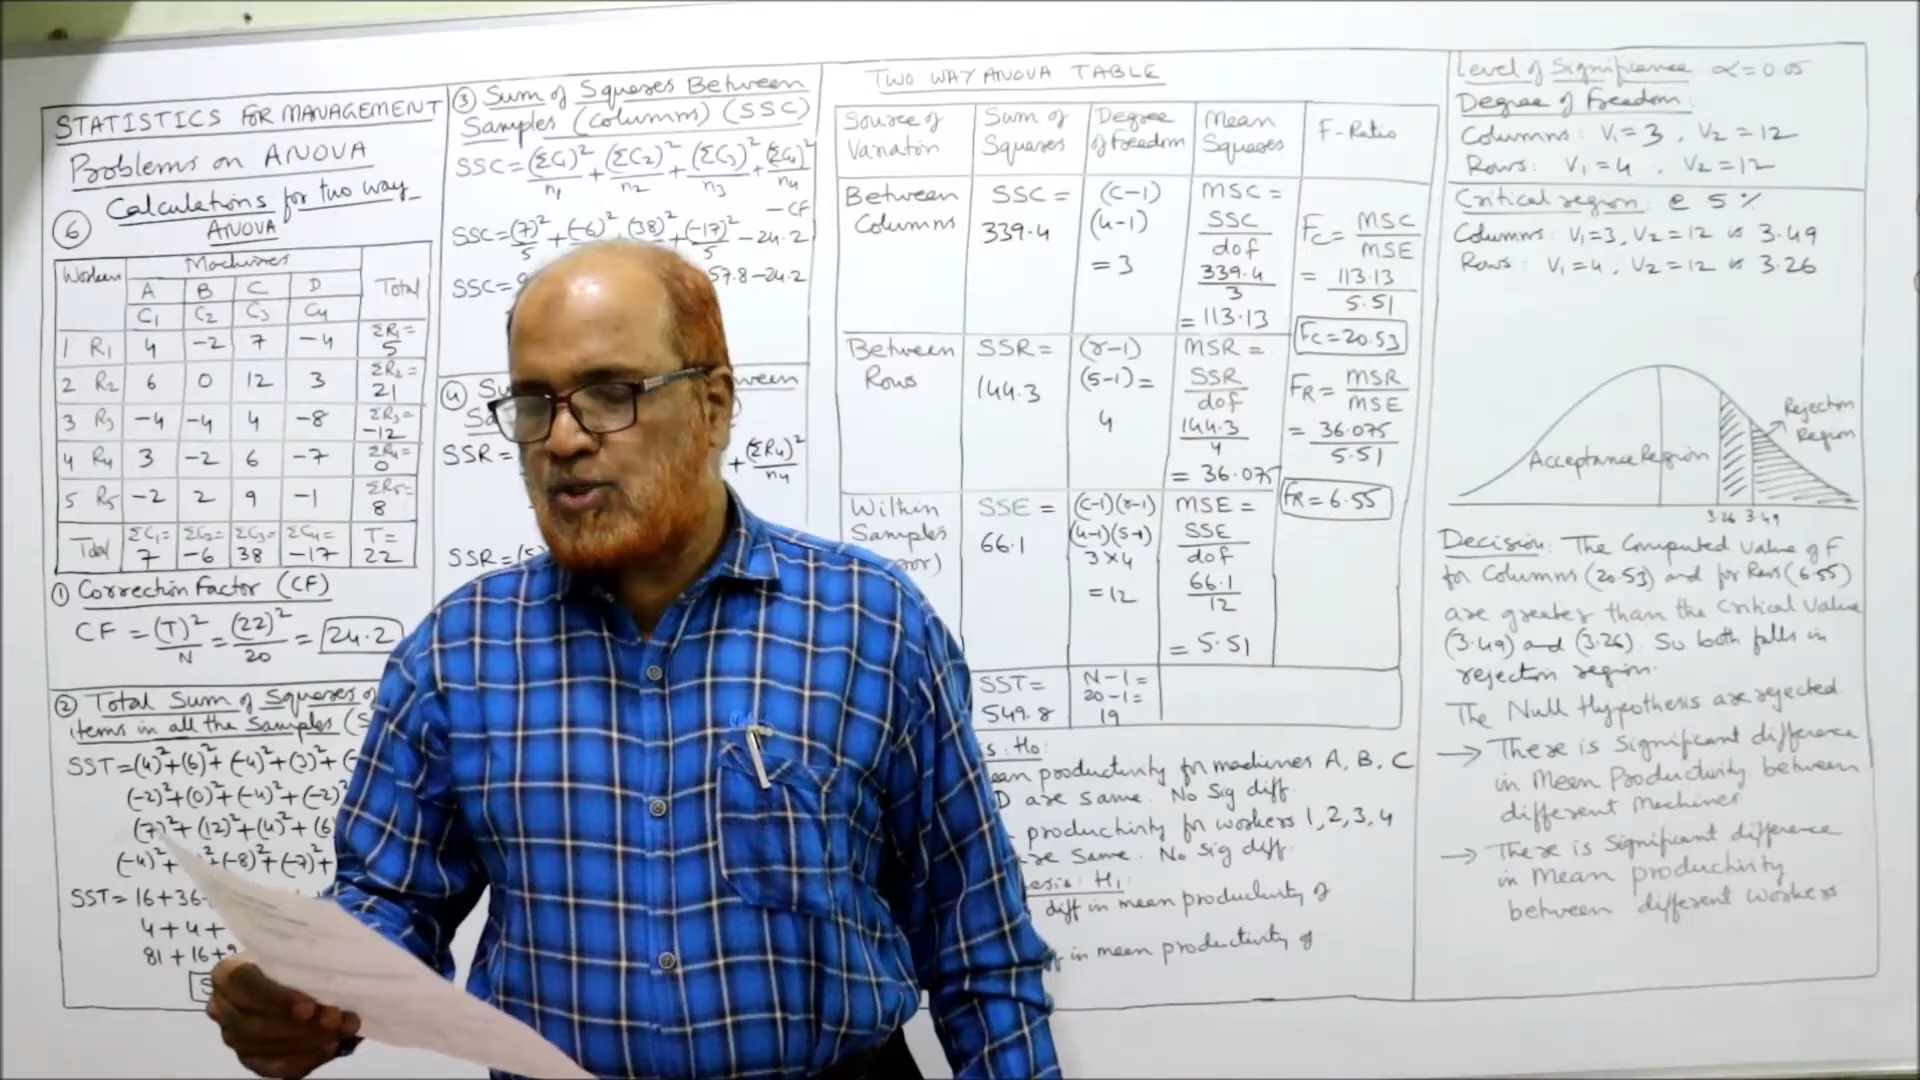 STATISTICS FOR MANAGEMENT
Problems on ANOVA
⑥ Calculations for two way
ANOVA
Workers Machines Total
A B C D
C1 C2 C3 C4
1 R1 4 -2 7 -4 ΣR1= 5
2 R2 6 0 12 3 ΣR2= 21
3 R3 -4 -4 4 -8 ΣR3= -12
4 R4 3 -2 6 -7 ΣR4= 0
5 R5 -2 2 9 -1 ΣR5= 8
Total ΣC1= 7 ΣC2= -6 ΣC3= 38 ΣC4= -17 T= 22
① Correction Factor (CF)
CF = (T)²/N = (22)²/20 = 24.2
② Total Sum of Squares of
items in all the Samples (S
SST=(4)²+(6)²+(-4)²+(3)²+(-
(-2)²+(0)²+(-4)²+(-2)²
(7)²+(12)²+(4)²+(6)
(-4)²+ (-8)²+(-7)²+
SST= 16+36
4+4+
81+16+9
③ Sum of Squares Between
Samples (Columns) (SSC)
SSC=(ΣC1)²/n1+(ΣC2)²/n2+(ΣC3)²/n3+(ΣC4)²/n4
-CF
SSC=(7)²/5+(-6)²+(38)²+(-17)²/5-24.2
SSC=9 57.8-24.2
④ Su ween
Sa
SSR= +(ΣR4)²/n4
SSR=(5)
TWO WAY ANOVA TABLE
Source of Variation Sum of Squares Degree of Freedom Mean Squares F-Ratio
Between Columns SSC= 339.4 (C-1) (4-1) =3 MSC= SSC/dof 339.4/3 =113.13 FC= MSC/MSE = 113.13/5.51 FC=20.53
Between Rows SSR= 144.3 (r-1) (5-1)= 4 MSR= SSR/dof 144.3/4 =36.075 FR= MSR/MSE = 36.075/5.51 FR=6.55
Within Samples ror) SSE= 66.1 (C-1)(r-1) (4-1)(5-1) 3×4 =12 MSE= SSE/dof 66.1/12 =5.51
SST= 549.8 N-1= 20-1= 19
s: H0:
ean productivity for machines A, B, C
D are same. No Sig diff.
productivity for workers 1, 2, 3, 4
are Same. No Sig diff.
esis: H1:
diff in mean productivity of
ff in mean productivity of
Level of Significance α=0.05
Degree of freedom:
Columns: V1=3, V2=12
Rows: V1=4, V2=12
Critical region @ 5%
Columns: V1=3, V2=12 is 3.49
Rows: V1=4, V2=12 is 3.26
Rejection
Region
Acceptance Region
3.26 3.49
Decision: The Computed Value of F
for Columns (20.53) and for Rows (6.55)
are greater than the Critical Value
(3.49) and (3.26). So both falls in
rejection region.
The Null Hypothesis are rejected
→ There is Significant difference
in Mean Productivity between
different Machines
→ There is Significant difference
in Mean productivity
between different workers